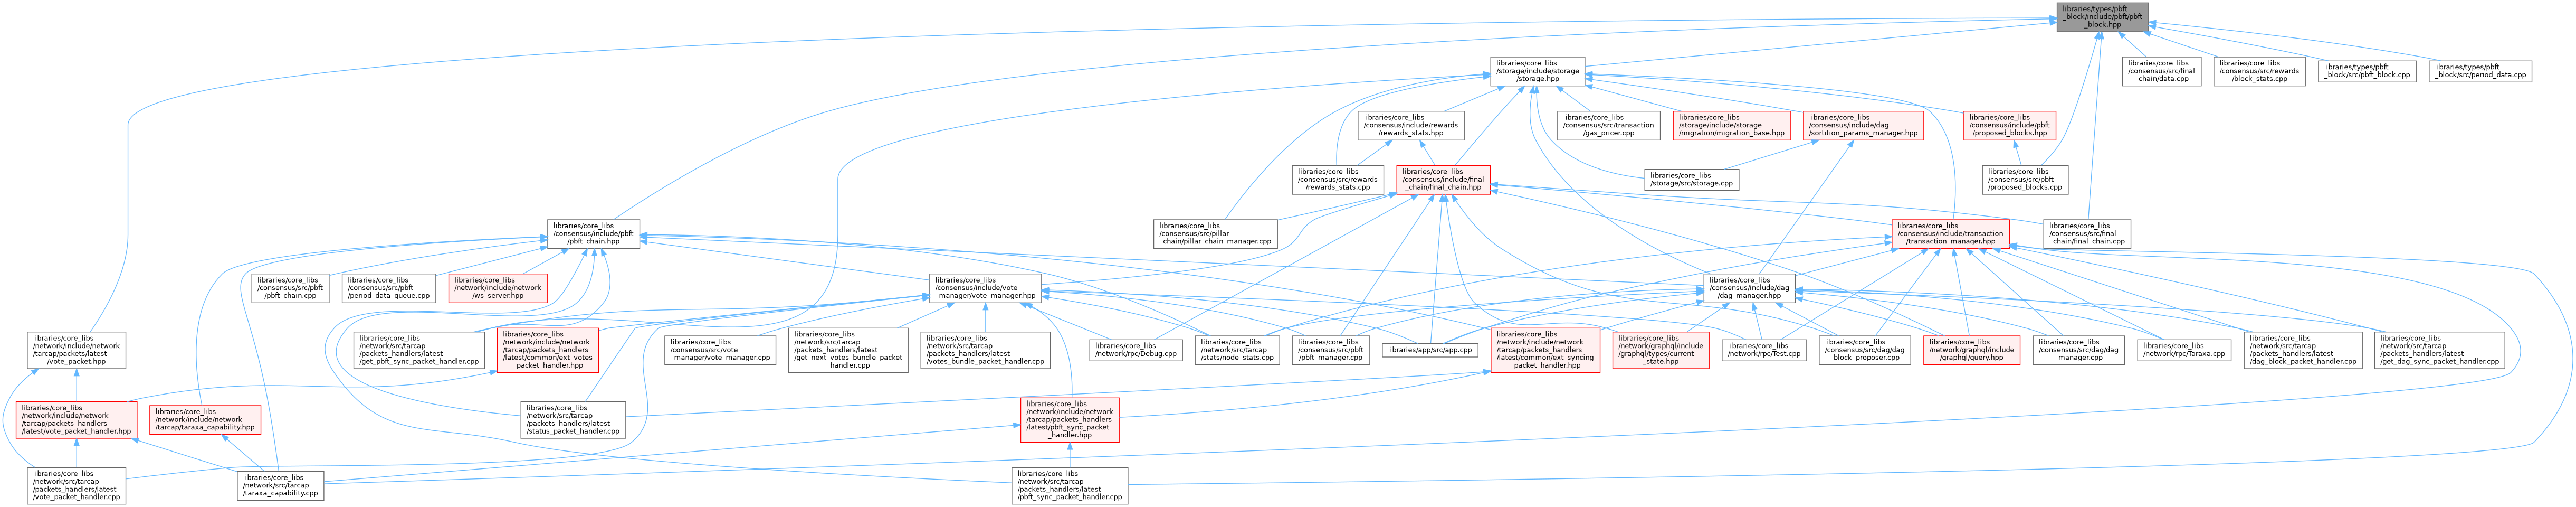 libraries/types/pbft
_block/include/pbft/pbft
_block.hpp
libraries/core_libs
/storage/include/storage
/storage.hpp
libraries/core_libs
/consensus/src/final
_chain/data.cpp
libraries/core_libs
/consensus/src/rewards
/block_stats.cpp
libraries/types/pbft
_block/src/pbft_block.cpp
libraries/types/pbft
_block/src/period_data.cpp
libraries/core_libs
/consensus/include/rewards
/rewards_stats.hpp
libraries/core_libs
/consensus/src/transaction
/gas_pricer.cpp
libraries/core_libs
/storage/include/storage
/migration/migration_base.hpp
libraries/core_libs
/consensus/include/dag
/sortition_params_manager.hpp
libraries/core_libs
/consensus/include/pbft
/proposed_blocks.hpp
libraries/core_libs
/consensus/src/rewards
/rewards_stats.cpp
libraries/core_libs
/consensus/include/final
_chain/final_chain.hpp
libraries/core_libs
/storage/src/storage.cpp
libraries/core_libs
/consensus/src/pbft
/proposed_blocks.cpp
libraries/core_libs
/consensus/include/pbft
/pbft_chain.hpp
libraries/core_libs
/consensus/src/pillar
_chain/pillar_chain_manager.cpp
libraries/core_libs
/consensus/include/transaction
/transaction_manager.hpp
libraries/core_libs
/consensus/src/final
_chain/final_chain.cpp
libraries/core_libs
/consensus/src/pbft
/pbft_chain.cpp
libraries/core_libs
/consensus/src/pbft
/period_data_queue.cpp
libraries/core_libs
/network/include/network
/ws_server.hpp
libraries/core_libs
/consensus/include/vote
_manager/vote_manager.hpp
libraries/core_libs
/consensus/include/dag
/dag_manager.hpp
libraries/core_libs
/network/include/network
/tarcap/packets/latest
/vote_packet.hpp
libraries/core_libs
/network/src/tarcap
/packets_handlers/latest
/get_pbft_sync_packet_handler.cpp
libraries/core_libs
/network/include/network
/tarcap/packets_handlers
/latest/common/ext_votes
_packet_handler.hpp
libraries/core_libs
/consensus/src/vote
_manager/vote_manager.cpp
libraries/core_libs
/network/src/tarcap
/packets_handlers/latest
/get_next_votes_bundle_packet
_handler.cpp
libraries/core_libs
/network/src/tarcap
/packets_handlers/latest
/votes_bundle_packet_handler.cpp
libraries/core_libs
/network/rpc/Debug.cpp
libraries/core_libs
/network/src/tarcap
/stats/node_stats.cpp
libraries/core_libs
/consensus/src/pbft
/pbft_manager.cpp
libraries/app/src/app.cpp
libraries/core_libs
/network/include/network
/tarcap/packets_handlers
/latest/common/ext_syncing
_packet_handler.hpp
libraries/core_libs
/network/graphql/include
/graphql/types/current
_state.hpp
libraries/core_libs
/network/rpc/Test.cpp
libraries/core_libs
/consensus/src/dag/dag
_block_proposer.cpp
libraries/core_libs
/network/graphql/include
/graphql/query.hpp
libraries/core_libs
/consensus/src/dag/dag
_manager.cpp
libraries/core_libs
/network/rpc/Taraxa.cpp
libraries/core_libs
/network/src/tarcap
/packets_handlers/latest
/dag_block_packet_handler.cpp
libraries/core_libs
/network/src/tarcap
/packets_handlers/latest
/get_dag_sync_packet_handler.cpp
libraries/core_libs
/network/include/network
/tarcap/packets_handlers
/latest/vote_packet_handler.hpp
libraries/core_libs
/network/include/network
/tarcap/taraxa_capability.hpp
libraries/core_libs
/network/src/tarcap
/packets_handlers/latest
/status_packet_handler.cpp
libraries/core_libs
/network/include/network
/tarcap/packets_handlers
/latest/pbft_sync_packet
_handler.hpp
libraries/core_libs
/network/src/tarcap
/packets_handlers/latest
/vote_packet_handler.cpp
libraries/core_libs
/network/src/tarcap
/taraxa_capability.cpp
libraries/core_libs
/network/src/tarcap
/packets_handlers/latest
/pbft_sync_packet_handler.cpp